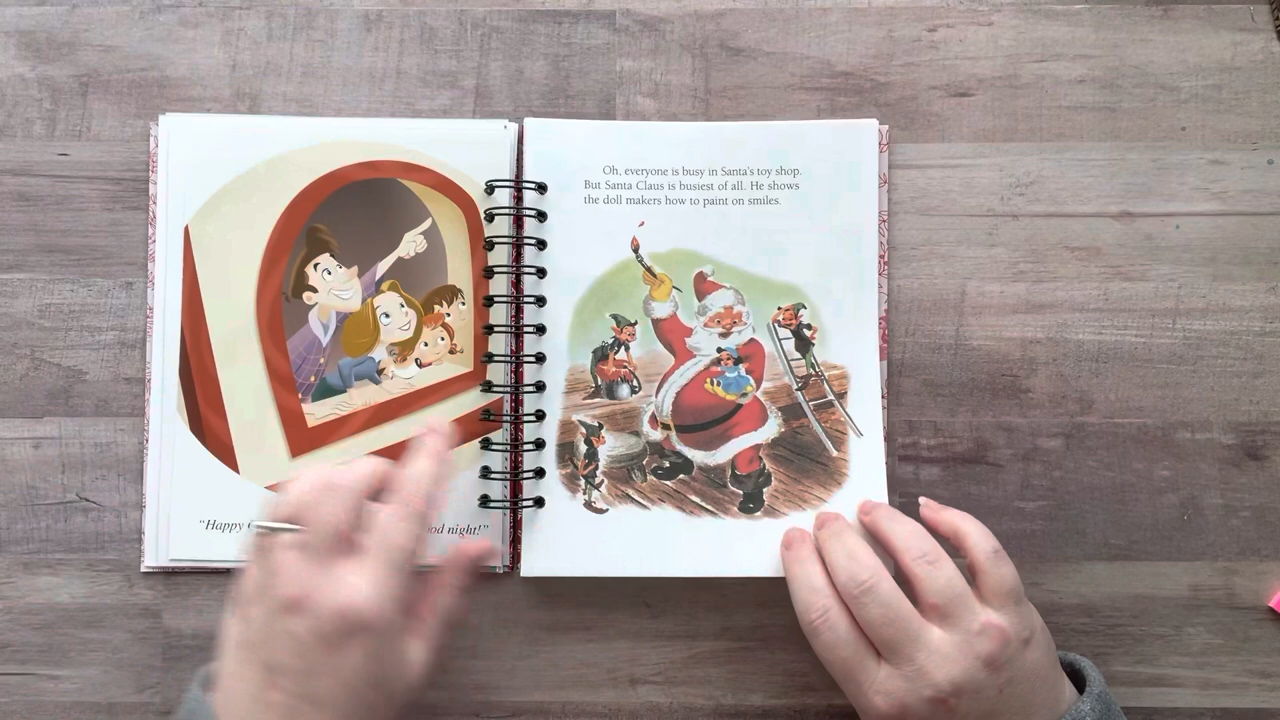 "Happy
ood night!"
Oh, everyone is busy in Santa's toy shop.
But Santa Claus is busiest of all. He shows
the doll makers how to paint on smiles.